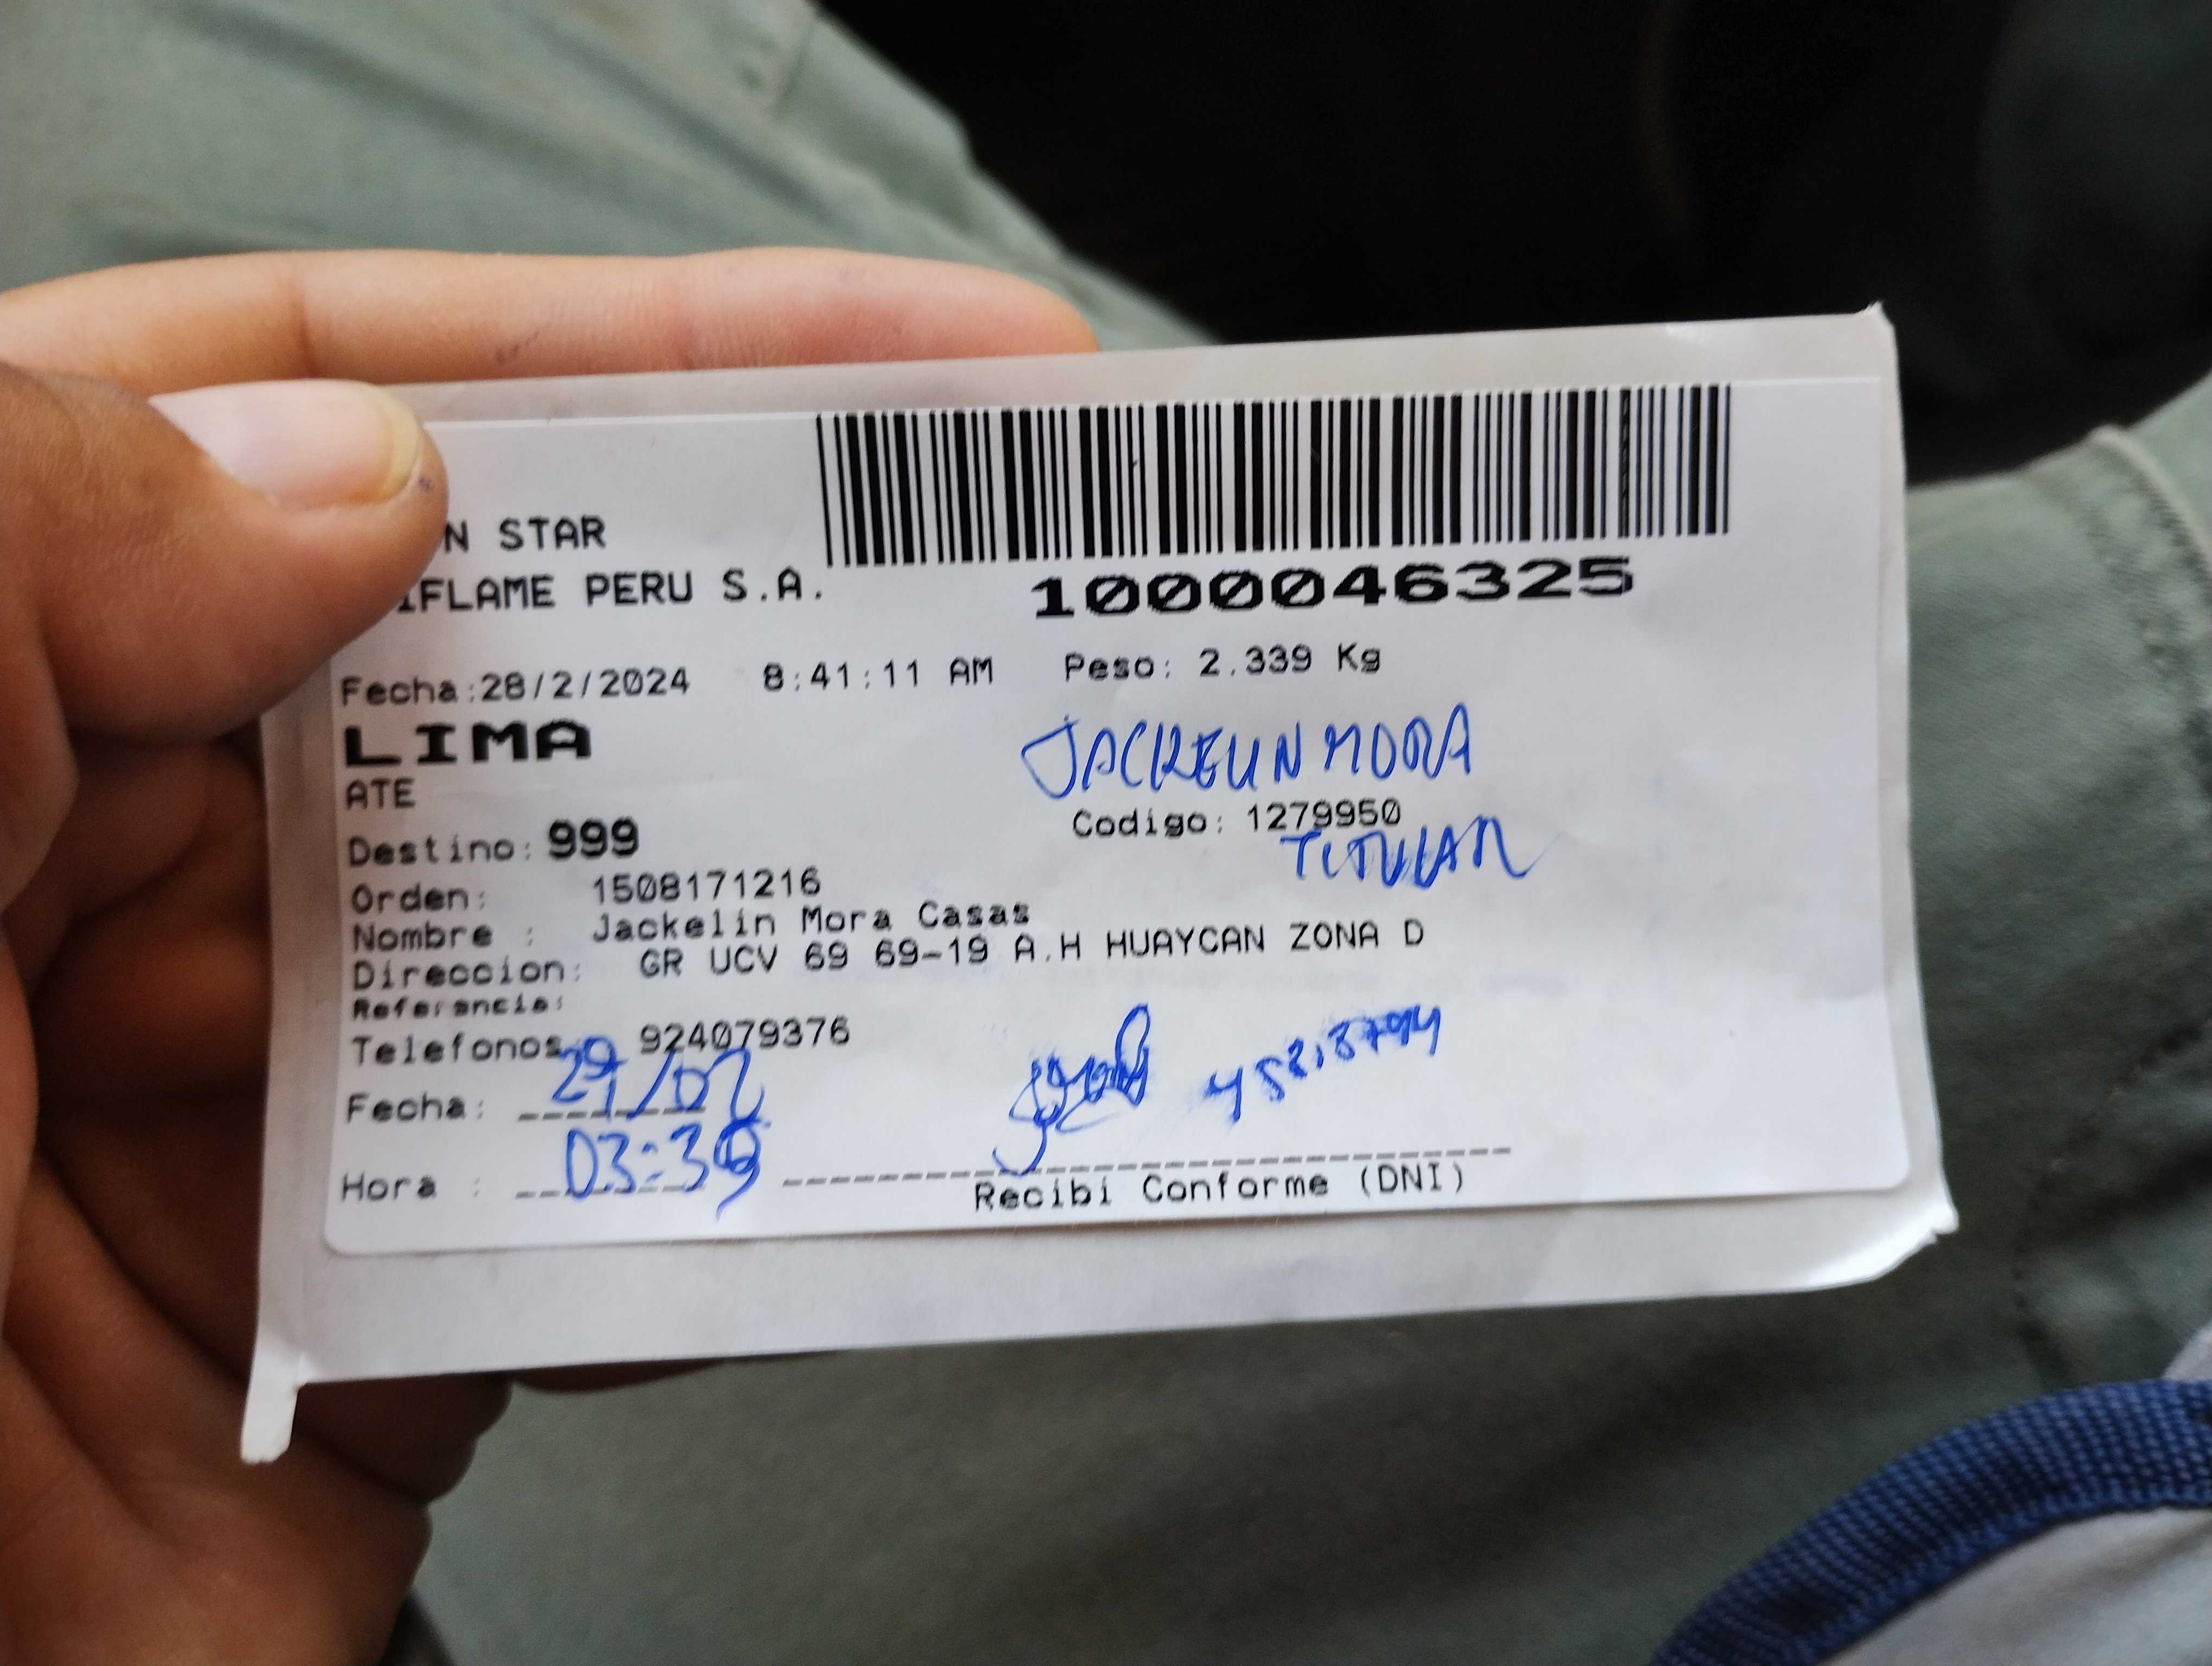 N STAR
IFLAME PERU S.A.
1000046325
Fecha:28/2/2024 8:41:11 AM Peso: 2.339 Kg
LIMA
JACKELIN MORA
ATE
Codigo: 1279950
Destino: 999
TITULAR
Orden: 1508171216
Nombre : Jackelin Mora Casas
Direccion: GR UCV 69 69-19 A.H HUAYCAN ZONA D
Referencia:
Telefonos 924079376
Fecha: 29/02
Hora : 03:39
Recibi Conforme (DNI)